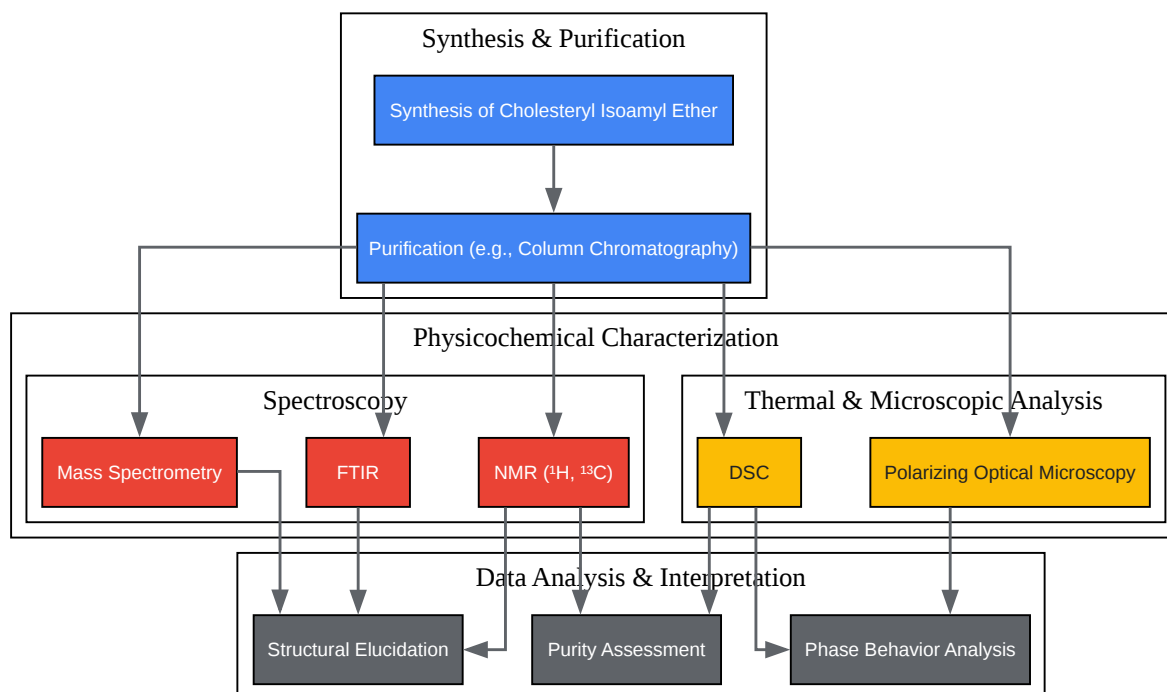 Synthesis & Purification
Synthesis of Cholesteryl Isoamyl Ether
Purification (e.g., Column Chromatography)
Physicochemical Characterization
Spectroscopy
Thermal & Microscopic Analysis
Mass Spectrometry
FTIR
NMR (¹H, ¹³C)
DSC
Polarizing Optical Microscopy
Data Analysis & Interpretation
Structural Elucidation
Purity Assessment
Phase Behavior Analysis